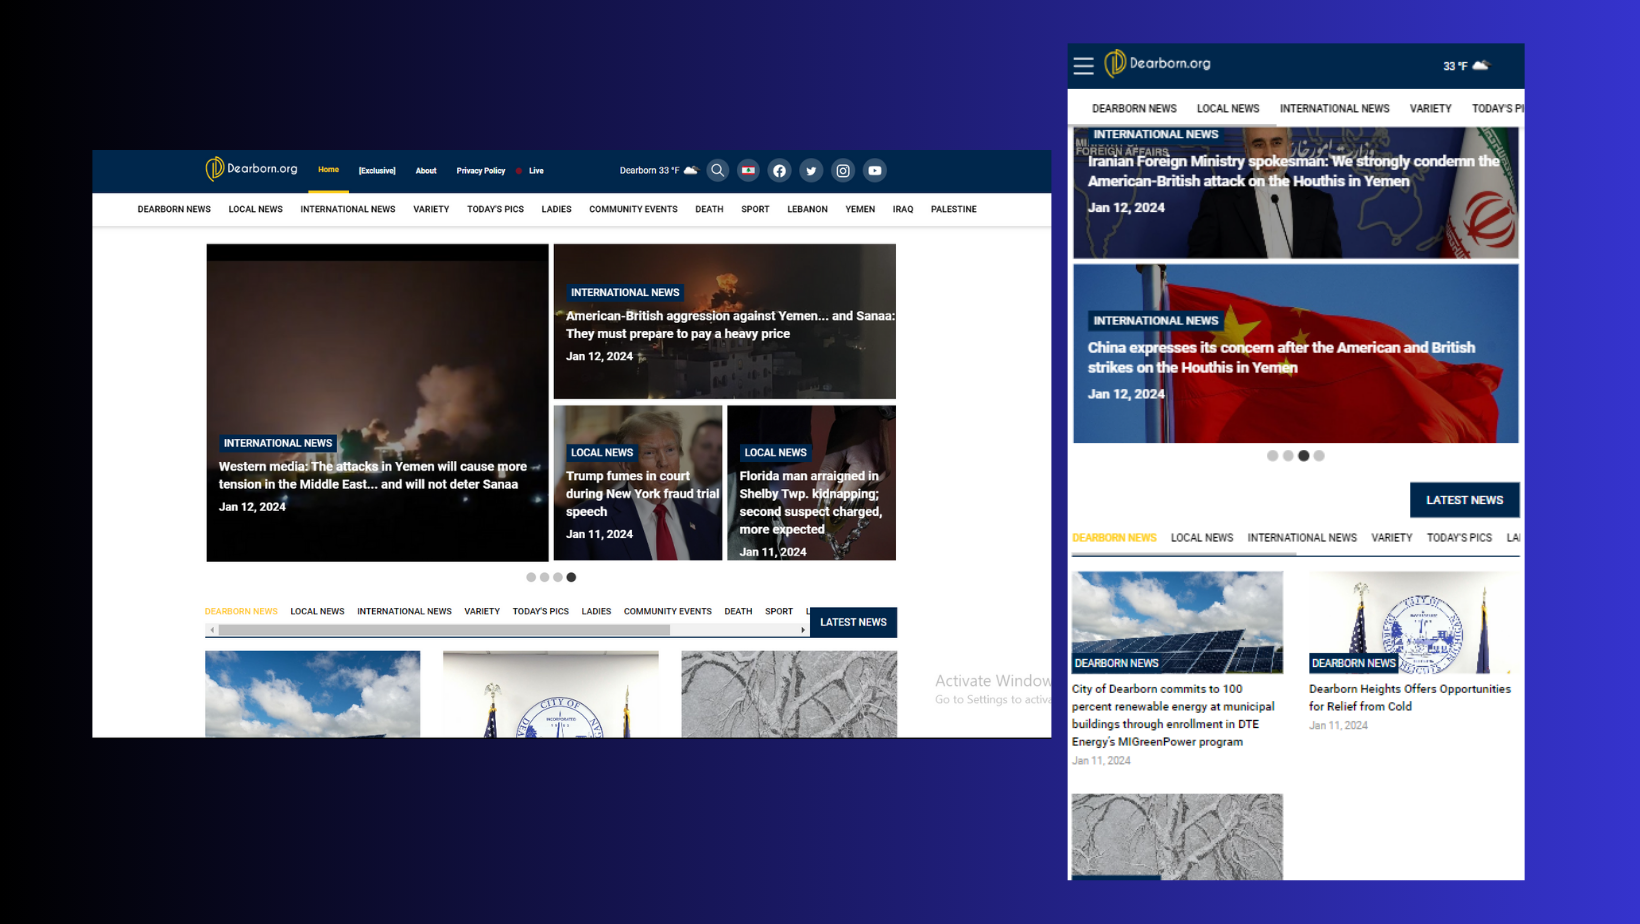 Dearborn.org
Home
[Exclusive]
About
Privacy Policy
Live
Dearborn 33 °F
DEARBORN NEWS
LOCAL NEWS
INTERNATIONAL NEWS
VARIETY
TODAY'S PICS
LADIES
COMMUNITY EVENTS
DEATH
SPORT
LEBANON
YEMEN
IRAQ
PALESTINE
INTERNATIONAL NEWS
Western media: The attacks in Yemen will cause more
tension in the Middle East... and will not deter Sanaa
Jan 12, 2024
INTERNATIONAL NEWS
American-British aggression against Yemen... and Sanaa:
They must prepare to pay a heavy price
Jan 12, 2024
LOCAL NEWS
Trump fumes in court
during New York fraud trial
speech
Jan 11, 2024
LOCAL NEWS
Florida man arraigned in
Shelby Twp. kidnapping;
second suspect charged,
more expected
Jan 11, 2024
DEARBORN NEWS
LOCAL NEWS
INTERNATIONAL NEWS
VARIETY
TODAY'S PICS
LADIES
COMMUNITY EVENTS
DEATH
SPORT
LATEST NEWS
CITY OF
INCORPORATED
Activate Window
Go to Settings to activa
Dearborn.org
33 °F
DEARBORN NEWS
LOCAL NEWS
INTERNATIONAL NEWS
VARIETY
TODAY'S PI
INTERNATIONAL NEWS
FOREIGN AFFAIRS
وزارت امور خارجه
Iranian Foreign Ministry spokesman: We strongly condemn the
American-British attack on the Houthis in Yemen
Jan 12, 2024
INTERNATIONAL NEWS
China expresses its concern after the American and British
strikes on the Houthis in Yemen
Jan 12, 2024
LATEST NEWS
DEARBORN NEWS
LOCAL NEWS
INTERNATIONAL NEWS
VARIETY
TODAY'S PICS
LA
DEARBORN NEWS
City of Dearborn commits to 100
percent renewable energy at municipal
buildings through enrollment in DTE
Energy's MIGreenPower program
Jan 11, 2024
DEARBORN NEWS
Dearborn Heights Offers Opportunities
for Relief from Cold
Jan 11, 2024